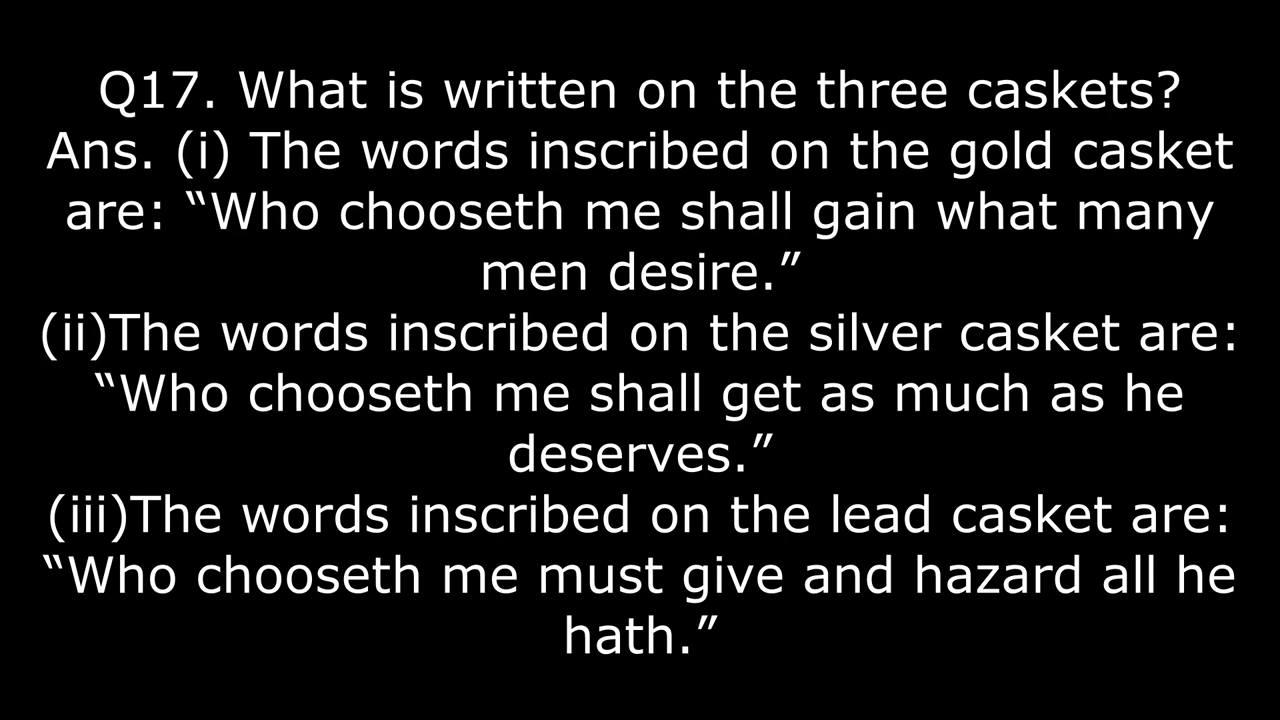 Q17. What is written on the three caskets?
Ans. (i) The words inscribed on the gold casket
are: “Who chooseth me shall gain what many
men desire.”
(ii)The words inscribed on the silver casket are:
“Who chooseth me shall get as much as he
deserves.”
(iii)The words inscribed on the lead casket are:
“Who chooseth me must give and hazard all he
hath.”